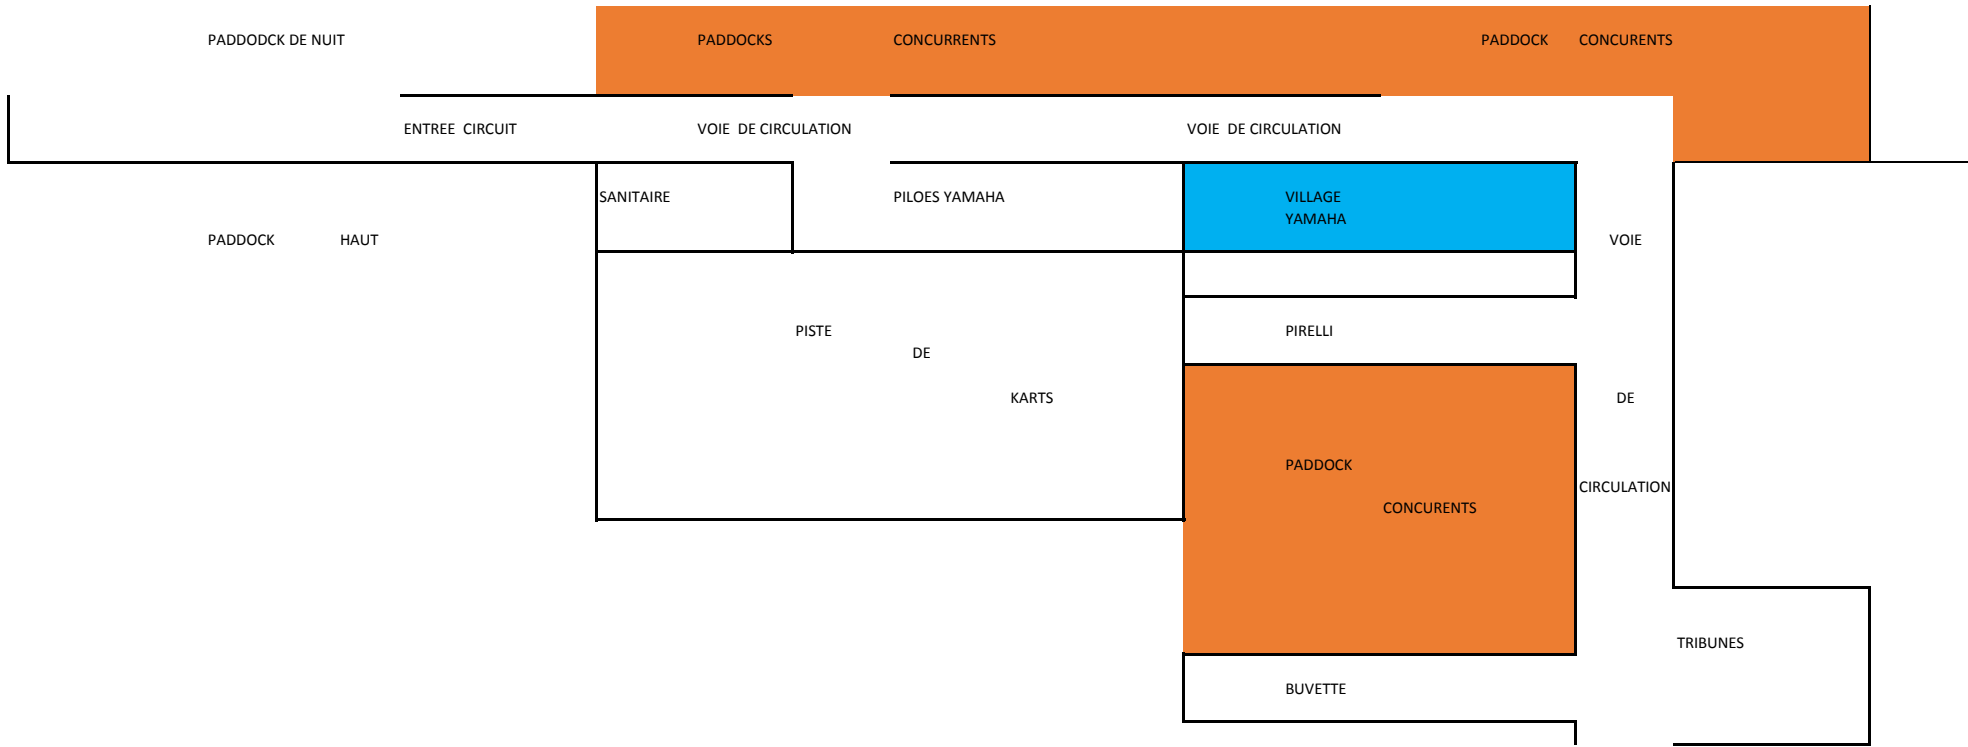 PADDODCK DE NUIT PADDOCKS CONCURRENTS PADDOCK CONCURENTS
ENTREE CIRCUIT VOIE DE CIRCULATION VOIE DE CIRCULATION
SANITAIRE PILOES YAMAHA VILLAGE
YAMAHA
PADDOCK HAUT VOIE
PISTE PIRELLI
DE
KARTS DE
PADDOCK
CIRCULATION
CONCURENTS
TRIBUNES
BUVETTE